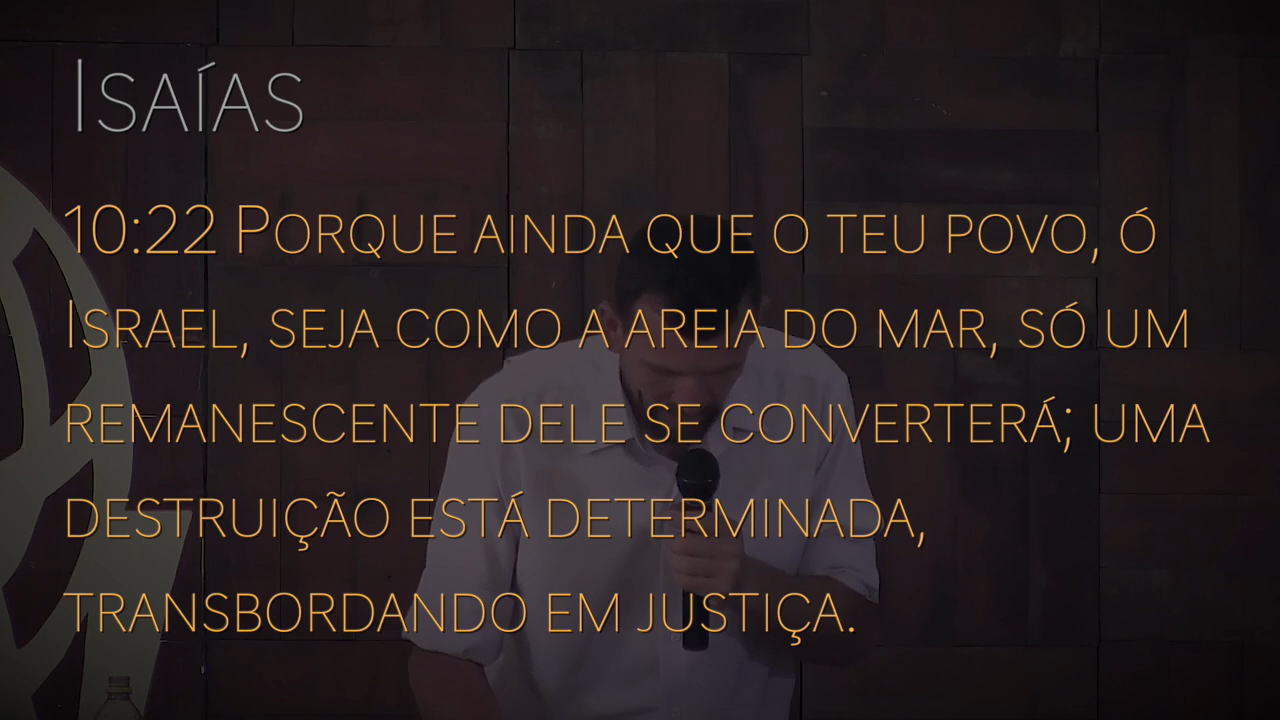 Isaías
10:22 Porque ainda que o teu povo, ó
Israel, seja como a areia do mar, só um
remanescente dele se converterá; uma
destruição está determinada,
transbordando em justiça.